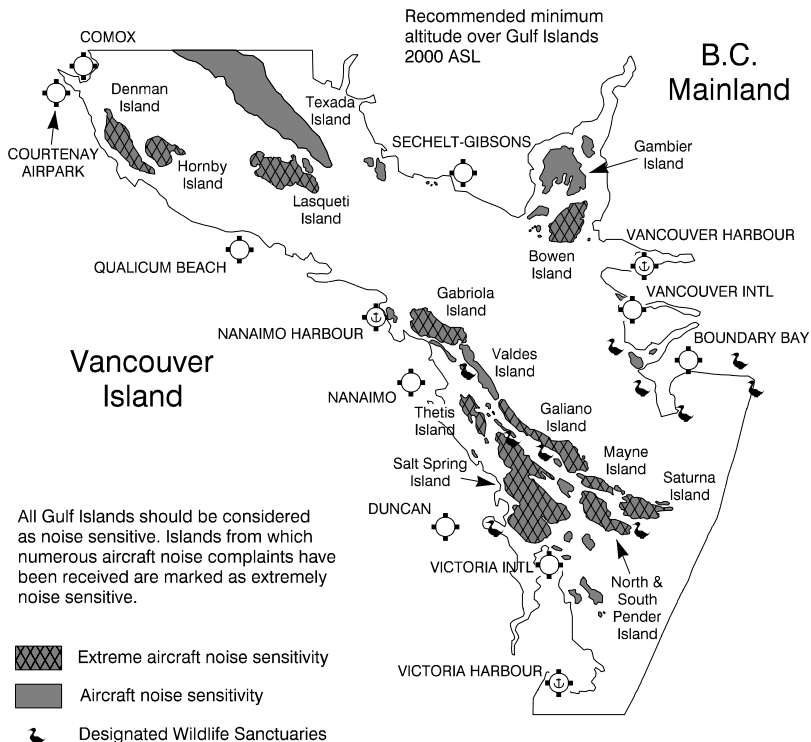 COMOX
Recommended minimum
altitude over Gulf Islands
2000 ASL
B.C.
Mainland
Denman
Island
Texada
Island
COURTENAY
AIRPARK
Hornby
Island
SECHELT-GIBSONS
Gambier
Island
Lasqueti
Island
VANCOUVER HARBOUR
Bowen
Island
QUALICUM BEACH
VANCOUVER INTL
Gabriola
Island
NANAIMO HARBOUR
BOUNDARY BAY
Vancouver
Island
Valdes
Island
NANAIMO
Thetis
Island
Galiano
Island
Mayne
Island
Salt Spring
Island
Saturna
Island
DUNCAN
All Gulf Islands should be considered
as noise sensitive. Islands from which
numerous aircraft noise complaints have
been received are marked as extremely
noise sensitive.
VICTORIA INTL
North &
South
Pender
Island
Extreme aircraft noise sensitivity
VICTORIA HARBOUR
Aircraft noise sensitivity
Designated Wildlife Sanctuaries